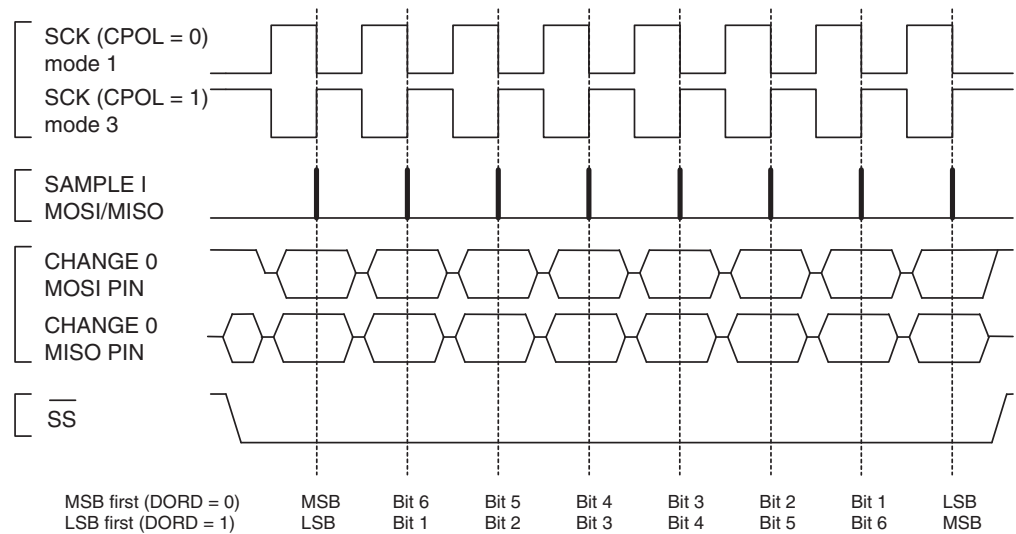 SCK (CPOL = 0)
mode 1
SCK (CPOL = 1)
mode 3
SAMPLE I
MOSI/MISO
CHANGE 0
MOSI PIN
CHANGE 0
MISO PIN
SS
MSB first (DORD = 0) MSB Bit 6 Bit 5 Bit 4 Bit 3 Bit 2 Bit 1 LSB
LSB first (DORD = 1) LSB Bit 1 Bit 2 Bit 3 Bit 4 Bit 5 Bit 6 MSB